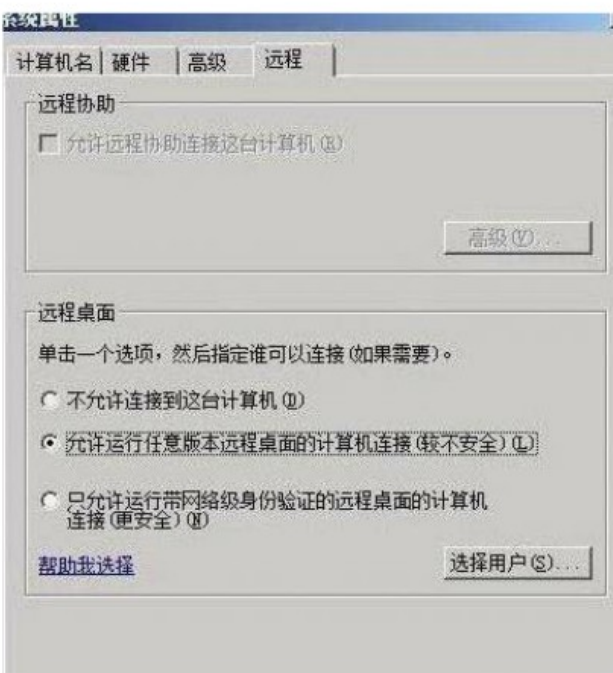 系统属性
计算机名 硬件 高级 远程
远程协助
允许远程协助连接这台计算机(R)
高级(V)...
远程桌面
单击一个选项，然后指定谁可以连接(如果需要)。
不允许连接到这台计算机(D)
允许运行任意版本远程桌面的计算机连接(较不安全)(L)
只允许运行带网络级身份验证的远程桌面的计算机
连接(更安全)(N)
帮助我选择
选择用户(S)...